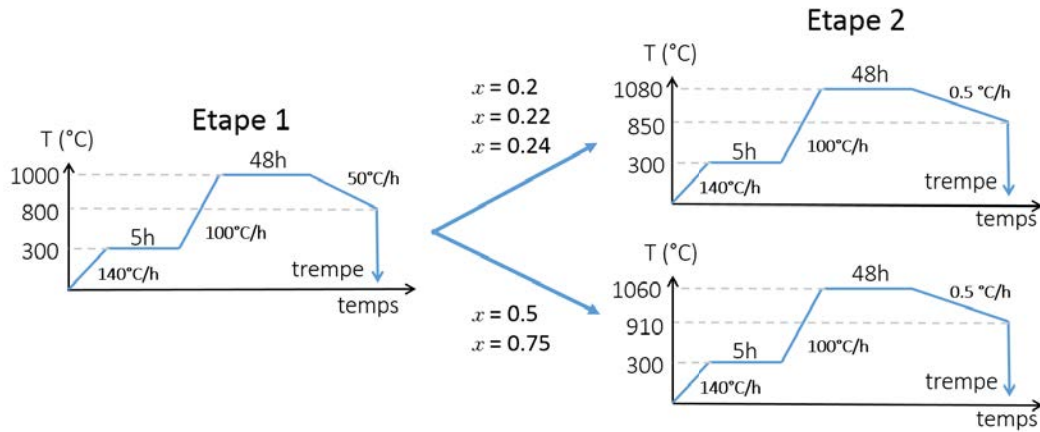 Etape 1
T (°C)
1000
800
300
48h
50°C/h
5h
100°C/h
140°C/h
trempe
temps
x = 0.2
x = 0.22
x = 0.24
x = 0.5
x = 0.75
Etape 2
T (°C)
1080
850
300
48h
0.5 °C/h
5h
100°C/h
140°C/h
trempe
temps
T (°C)
1060
910
300
48h
0.5 °C/h
5h
100°C/h
140°C/h
trempe
temps